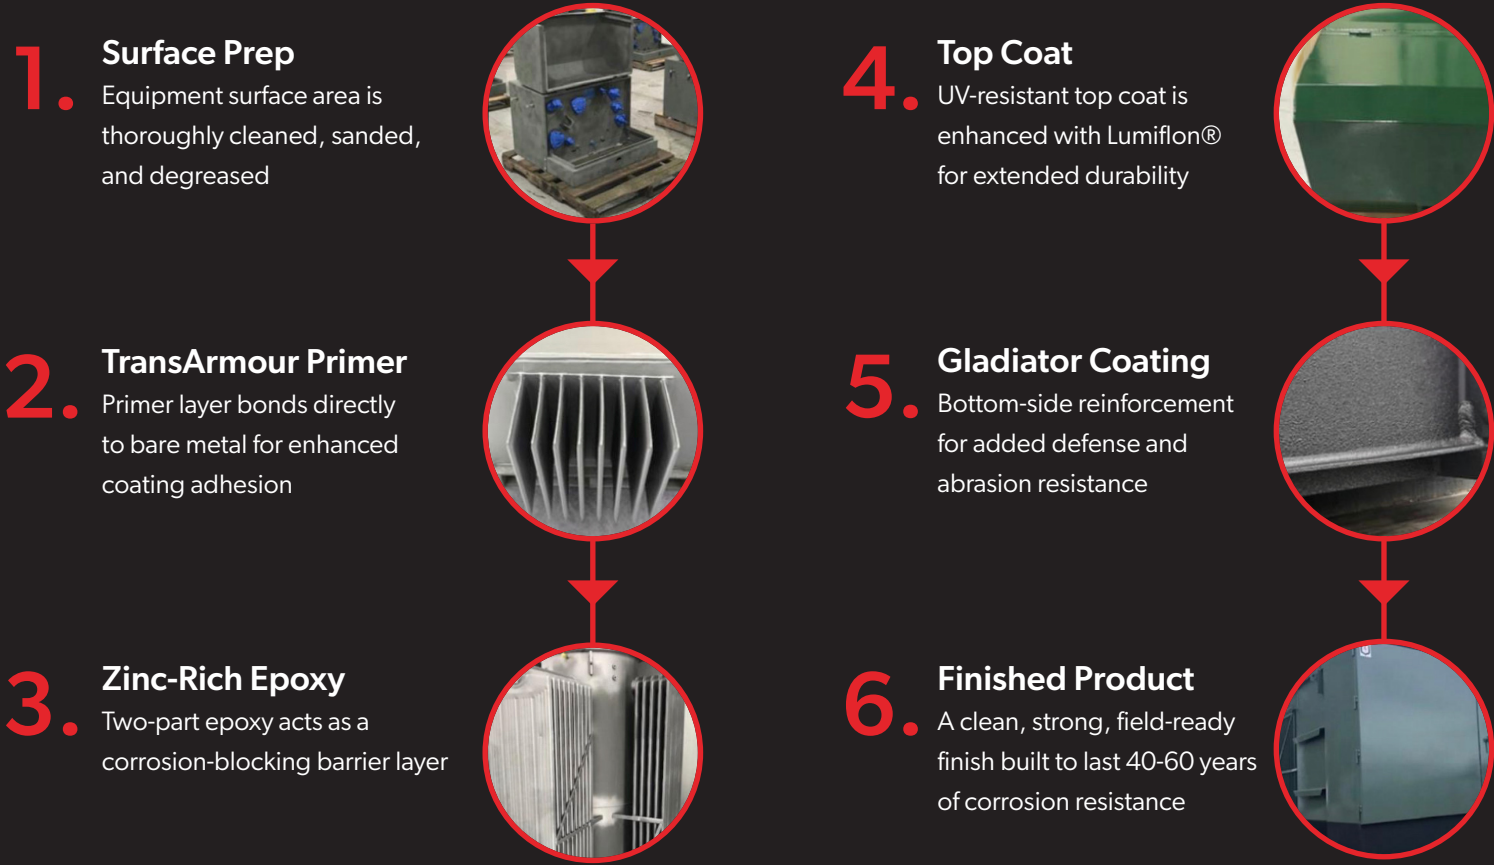 1.
Surface Prep
Equipment surface area is
thoroughly cleaned, sanded,
and degreased
2.
TransArmour Primer
Primer layer bonds directly
to bare metal for enhanced
coating adhesion
3.
Zinc-Rich Epoxy
Two-part epoxy acts as a
corrosion-blocking barrier layer
4.
Top Coat
UV-resistant top coat is
enhanced with Lumiflon®
for extended durability
5.
Gladiator Coating
Bottom-side reinforcement
for added defense and
abrasion resistance
6.
Finished Product
A clean, strong, field-ready
finish built to last 40-60 years
of corrosion resistance